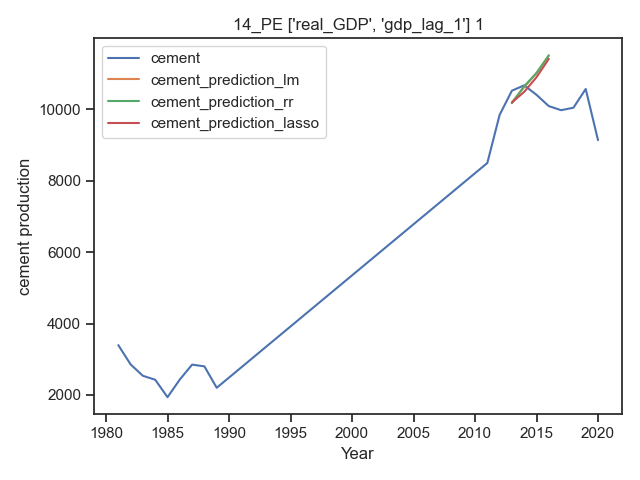 14_PE ['real_GDP', 'gdp_lag_1'] 1
cement
cement_prediction_lm
cement_prediction_rr
cement_prediction_lasso
cement production
10000
8000
6000
4000
2000
1980 1985 1990 1995 2000 2005 2010 2015 2020
Year